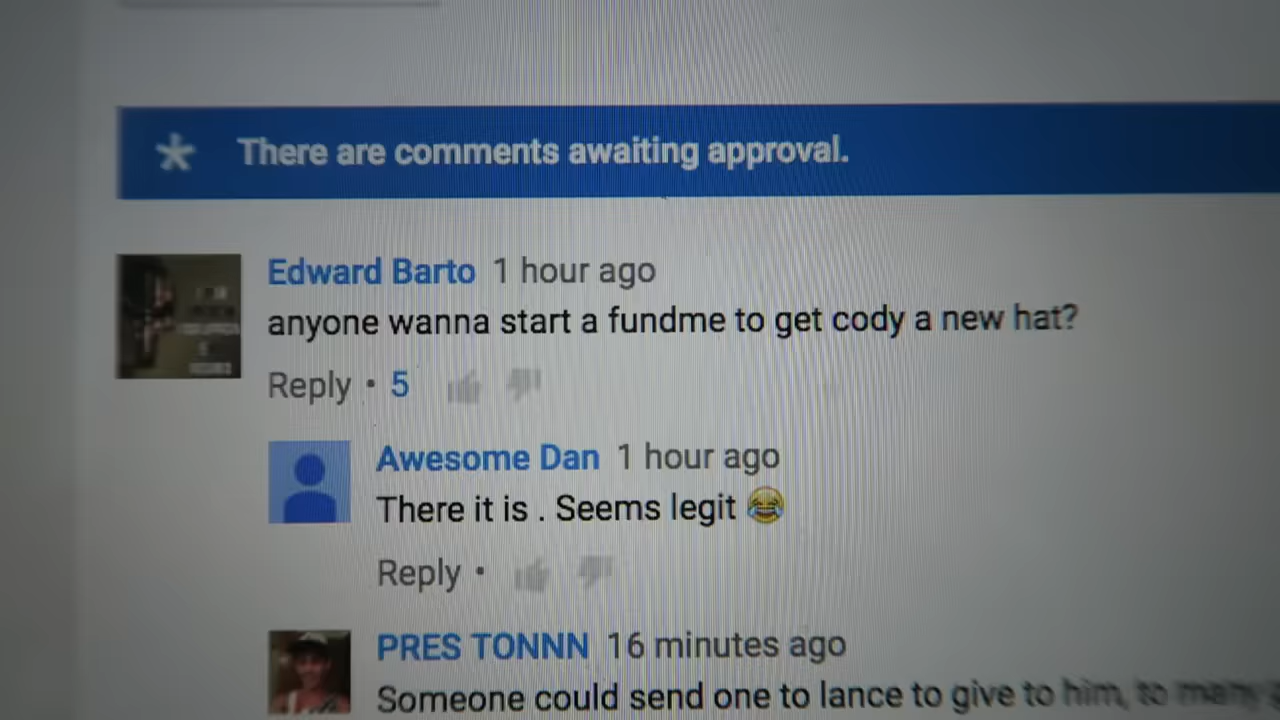 There are comments awaiting approval.
Edward Barto 1 hour ago
anyone wanna start a fundme to get cody a new hat?
Reply • 5
Awesome Dan 1 hour ago
There it is . Seems legit 😂
Reply •
PRES TONNN 16 minutes ago
Someone could send one to lance to give to him, to many